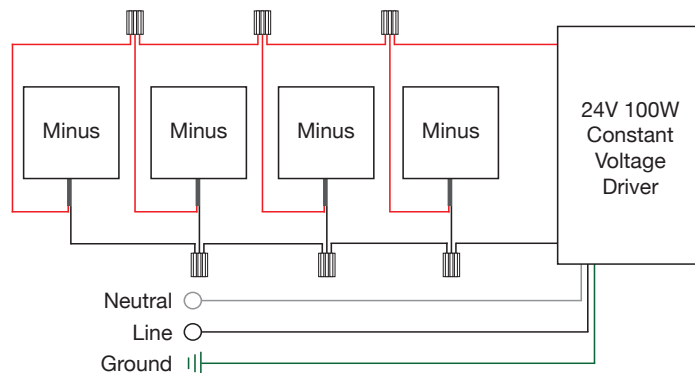 Minus
Minus
Minus
Minus
24V 100W
Constant
Voltage
Driver
Neutral
Line
Ground